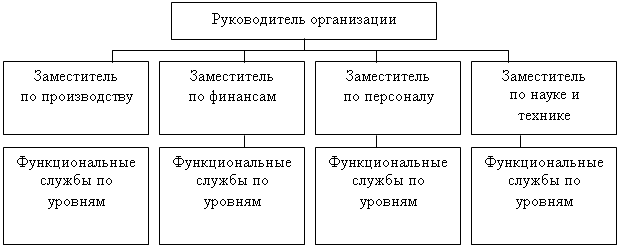 Руководитель организации
Заместитель
по производству
Заместитель
по финансам
Заместитель
по персоналу
Заместитель
по науке и
технике
Функциональные
службы по
уровням
Функциональные
службы по
уровням
Функциональные
службы по
уровням
Функциональные
службы по
уровням